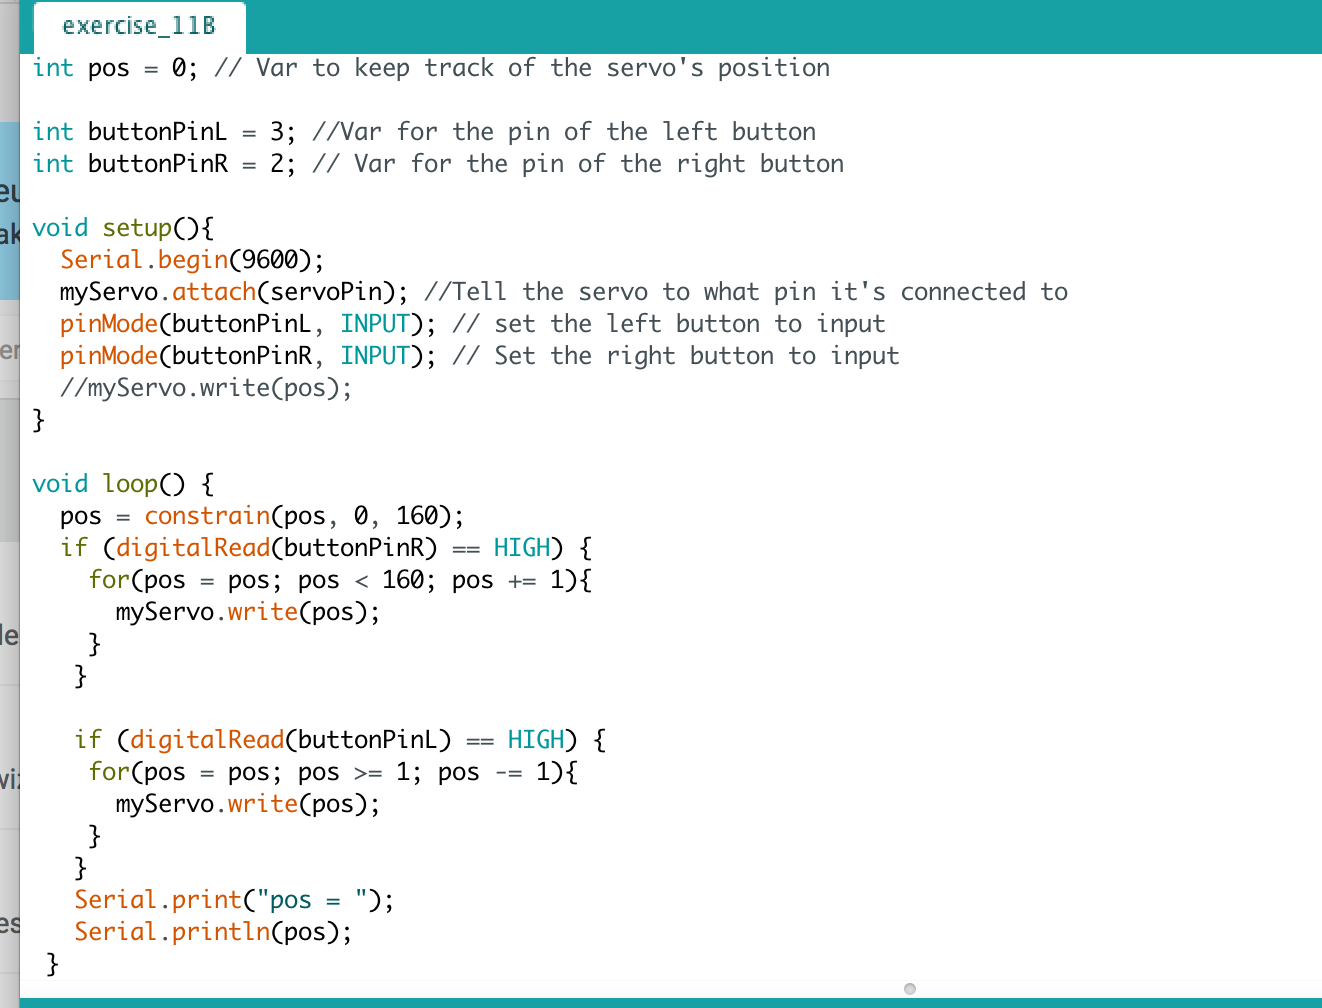 exercise_11B
int pos = 0; // Var to keep track of the servo's position
int buttonPinL = 3; //Var for the pin of the left button
int buttonPinR = 2; // Var for the pin of the right button
void setup(){
Serial.begin(9600);
myServo.attach(servoPin); //Tell the servo to what pin it's connected to
pinMode(buttonPinL, INPUT); // set the left button to input
pinMode(buttonPinR, INPUT); // Set the right button to input
//myServo.write(pos);
}
void loop() {
pos = constrain(pos, 0, 160);
if (digitalRead(buttonPinR) == HIGH) {
for(pos = pos; pos < 160; pos += 1){
myServo.write(pos);
}
}
if (digitalRead(buttonPinL) == HIGH) {
for(pos = pos; pos >= 1; pos -= 1){
myServo.write(pos);
}
}
Serial.print("pos = ");
Serial.println(pos);
}